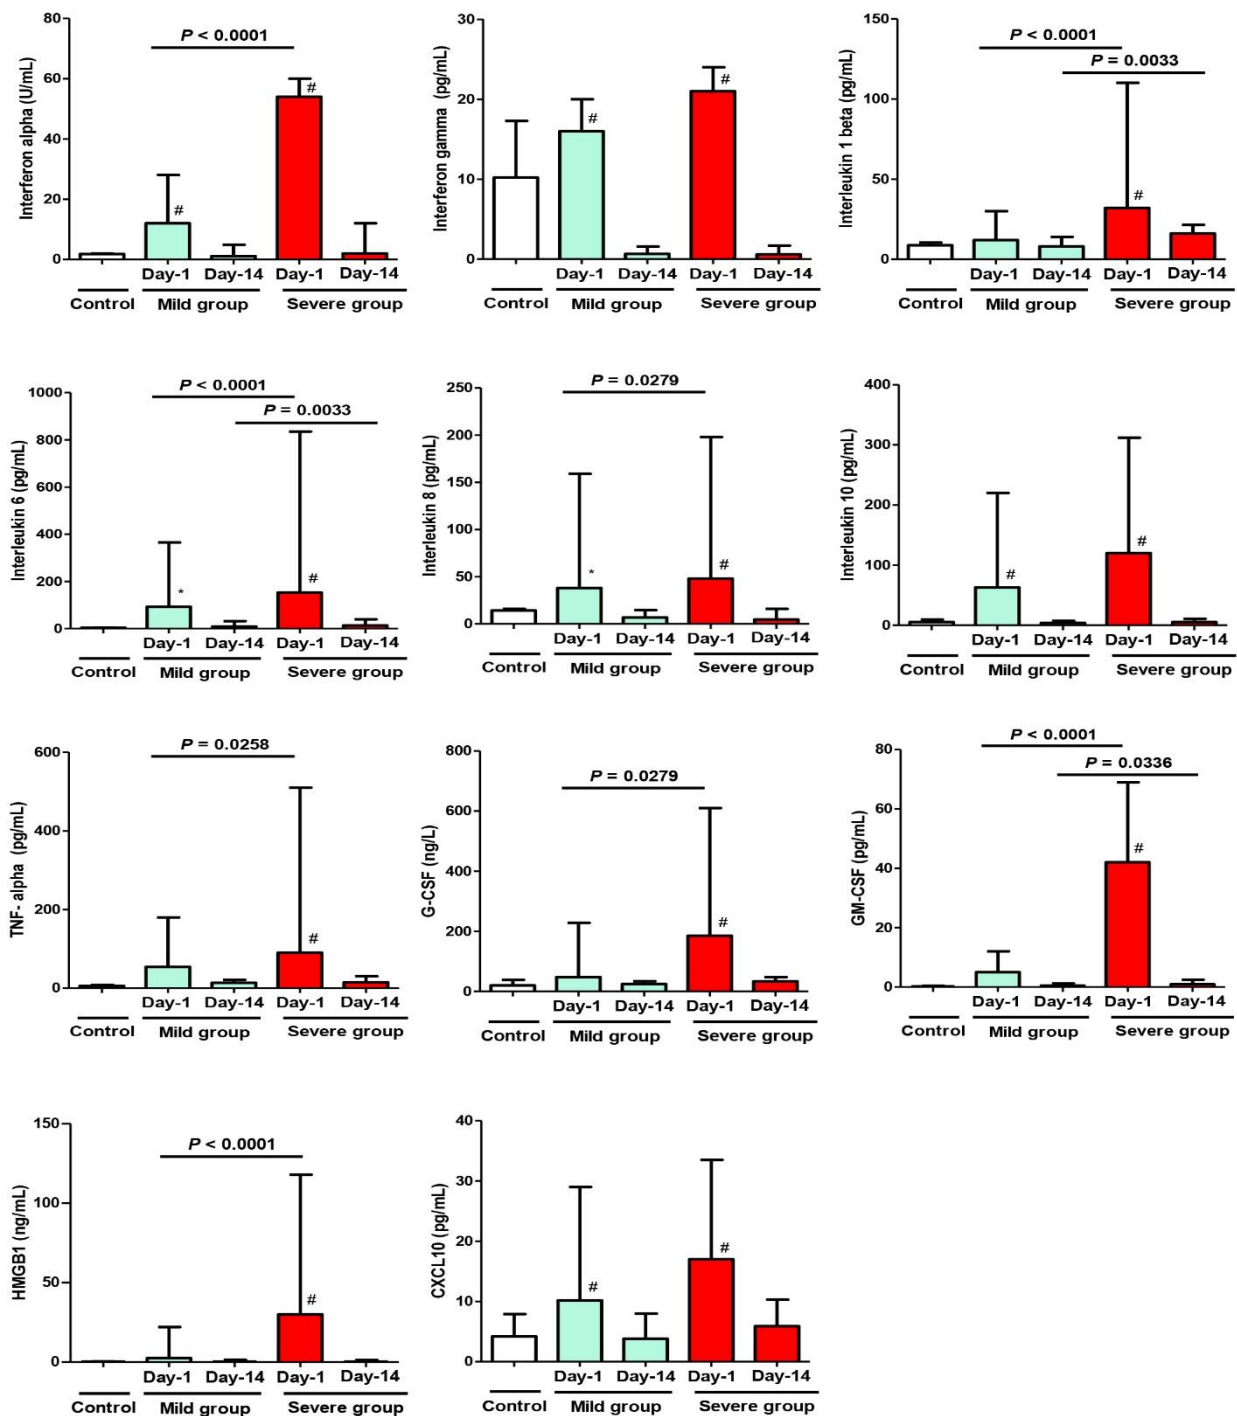 Interferon alpha (U/mL)
80
60
40
20
0
P < 0.0001
#
#
Day-1 Day-14 Day-1 Day-14
Control Mild group Severe group
Interferon gamma (pg/mL)
30
20
10
0
#
#
Day-1 Day-14 Day-1 Day-14
Control Mild group Severe group
Interleukin 1 beta (pg/mL)
150
100
50
0
P < 0.0001
P = 0.0033
#
Day-1 Day-14 Day-1 Day-14
Control Mild group Severe group
Interleukin 6 (pg/mL)
1000
800
600
400
200
0
P < 0.0001
P = 0.0033
*
#
Day-1 Day-14 Day-1 Day-14
Control Mild group Severe group
Interleukin 8 (pg/mL)
250
200
150
100
50
0
P = 0.0279
*
#
Day-1 Day-14 Day-1 Day-14
Control Mild group Severe group
Interleukin 10 (pg/mL)
400
300
200
100
0
#
#
Day-1 Day-14 Day-1 Day-14
Control Mild group Severe group
TNF- alpha (pg/mL)
600
400
200
0
P = 0.0258
#
Day-1 Day-14 Day-1 Day-14
Control Mild group Severe group
G-CSF (ng/L)
800
600
400
200
0
P = 0.0279
#
Day-1 Day-14 Day-1 Day-14
Control Mild group Severe group
GM-CSF (pg/mL)
80
60
40
20
0
P < 0.0001
P = 0.0336
#
Day-1 Day-14 Day-1 Day-14
Control Mild group Severe group
HMGB1 (ng/mL)
150
100
50
0
P < 0.0001
#
Day-1 Day-14 Day-1 Day-14
Control Mild group Severe group
CXCL10 (pg/mL)
40
30
20
10
0
#
#
Day-1 Day-14 Day-1 Day-14
Control Mild group Severe group